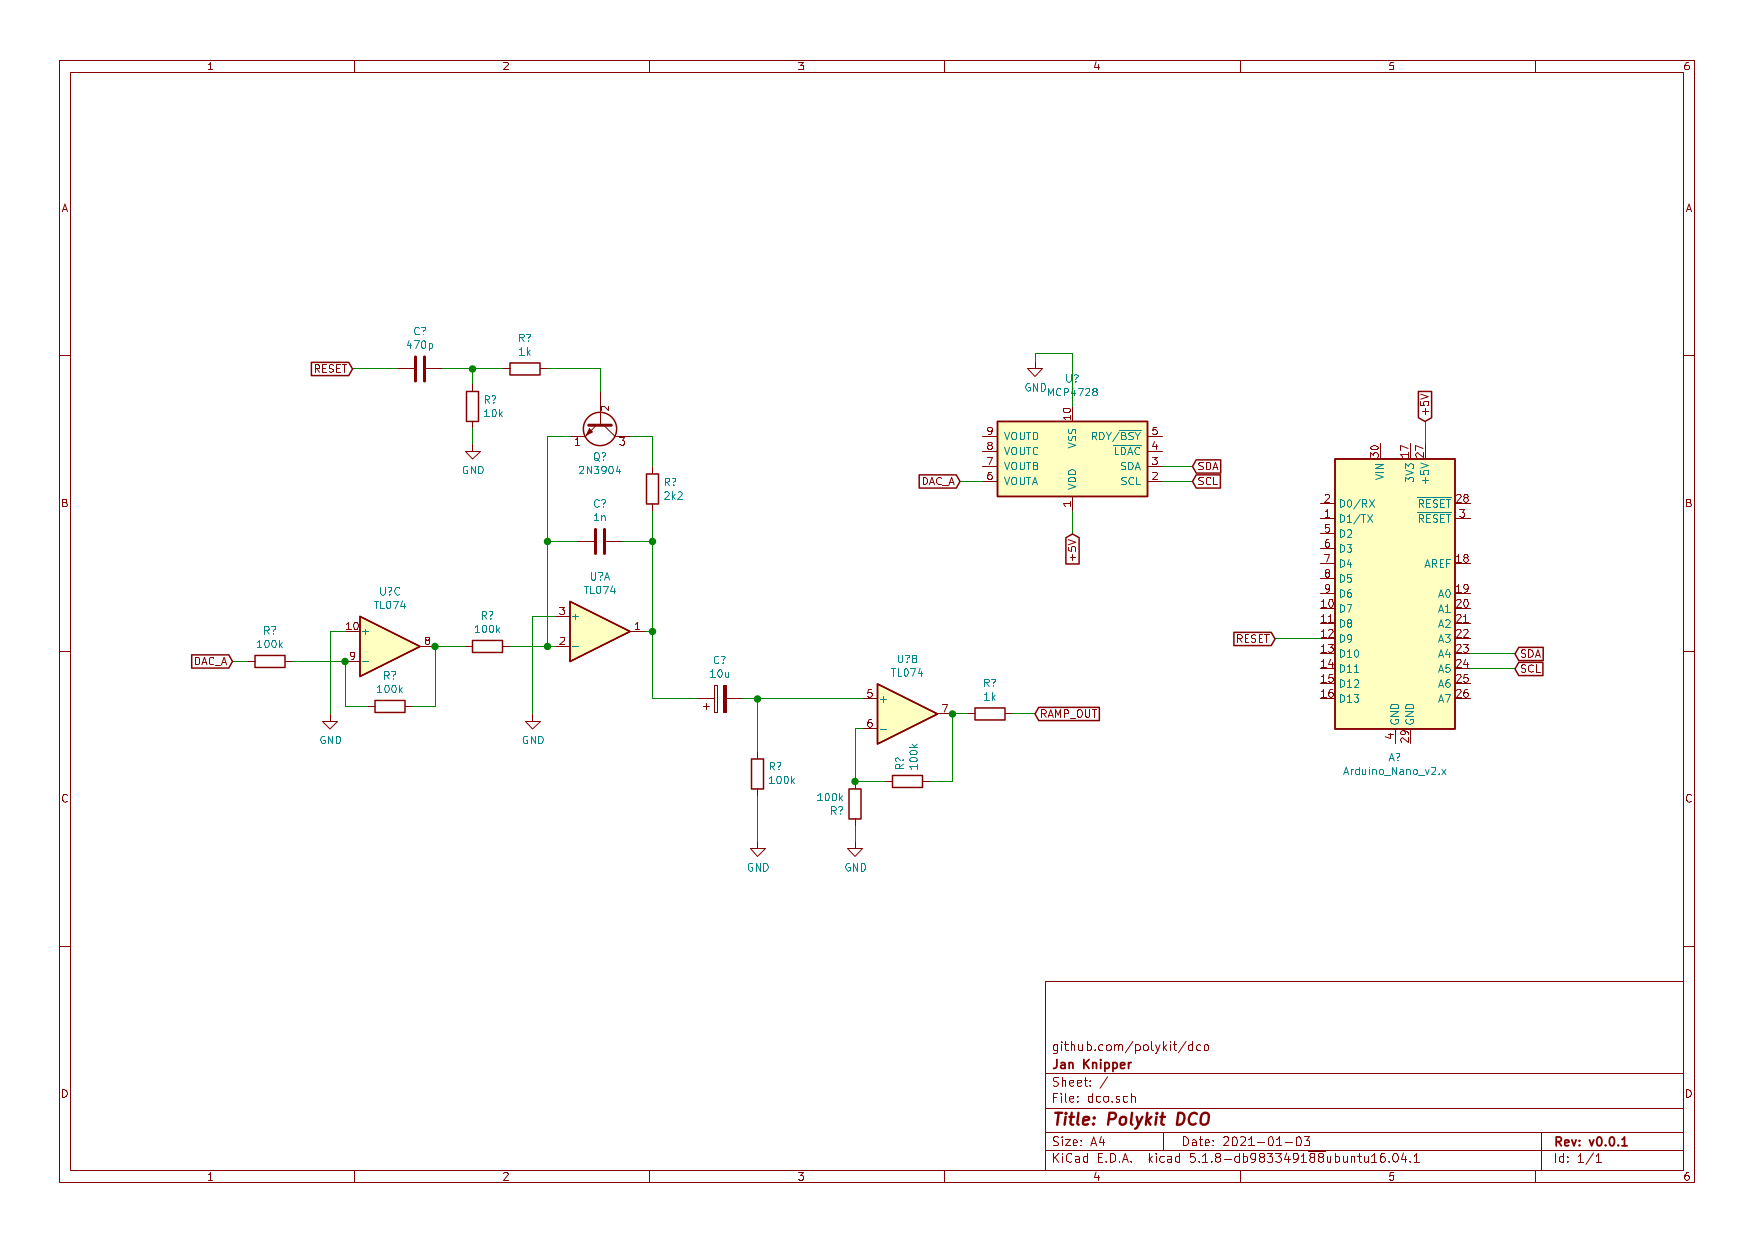 1 2 3 4 5 6
A A
B B
C C
D D
C?
470p
R?
1k
RESET
R?
10k
GND
2
1 3
Q?
2N3904
R?
2k2
C?
1n
U?A
TL074
3
+
1
2
−
U?C
TL074
10
+
8
9
−
R?
100k
R?
100k
DAC_A
R?
100k
GND
GND
C?
10u
+
U?B
TL074
5
+
7
6
−
R?
1k
RAMP_OUT
R?
100k
R?
100k
100k
R?
GND
GND
GND
U?
MCP4728
10
VSS
9 VOUTD RDY/BSY 5
8 VOUTC LDAC 4
7 VOUTB SDA 3 SDA
DAC_A 6 VOUTA SCL 2 SCL
VDD
1
+5V
+5V
30 17 27
VIN 3V3 +5V
2 D0/RX RESET 28
1 D1/TX RESET 3
5 D2
6 D3
7 D4 AREF 18
8 D5
9 D6 A0 19
10 D7 A1 20
11 D8 A2 21
RESET 12 D9 A3 22
13 D10 A4 23 SDA
14 D11 A5 24 SCL
15 D12 A6 25
16 D13 A7 26
GND GND
4 29
A?
Arduino_Nano_v2.x
github.com/polykit/dco
Jan Knipper
Sheet: /
File: dco.sch
Title: Polykit DCO
Size: A4 Date: 2021-01-03 Rev: v0.0.1
KiCad E.D.A. kicad 5.1.8-db983349188ubuntu16.04.1 Id: 1/1
1 2 3 4 5 6